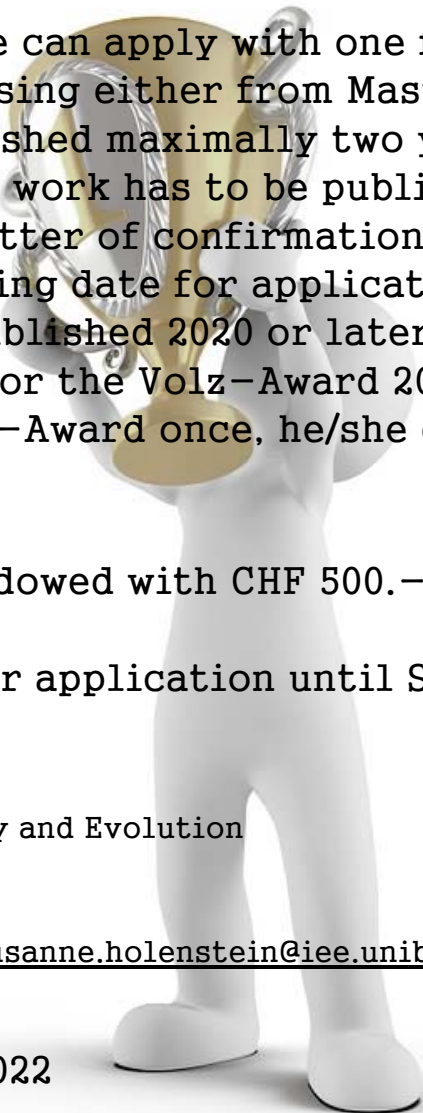 e can apply with one
sing either from Mas
shed maximally two y
work has to be publi
tter of confirmation
ing date for applicat
blished 2020 or later
or the Volz–Award 20
–Award once, he/she
dowed with CHF 500.–
r application until S
y and Evolution
usanne.holenstein@iee.unib
022